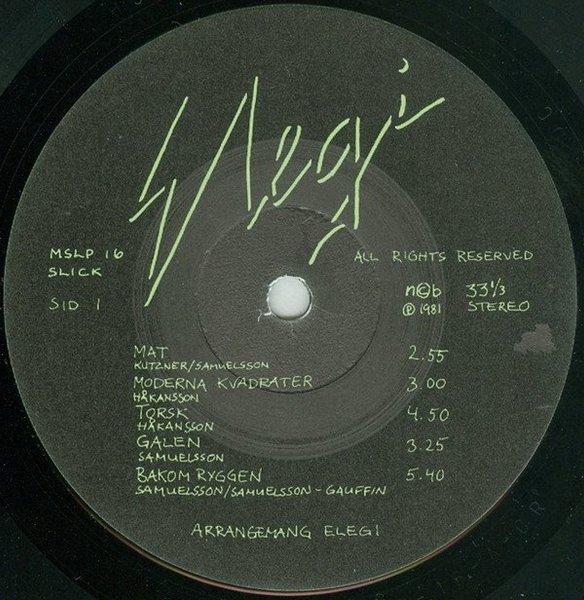 Elegi
MSLP 16
SLICK
SID 1
ALL RIGHTS RESERVED
n©b 33 1/3
℗ 1981 STEREO
MAT 2.55
KUTZNER/SAMUELSSON
MODERNA KVADRATER 3.00
HÅKANSSON
TORSK 4.50
HÅKANSSON
GALEN 3.25
SAMUELSSON
BAKOM RYGGEN 5.40
SAMUELSSON/SAMUELSSON-GAUFFIN
ARRANGEMANG ELEGI